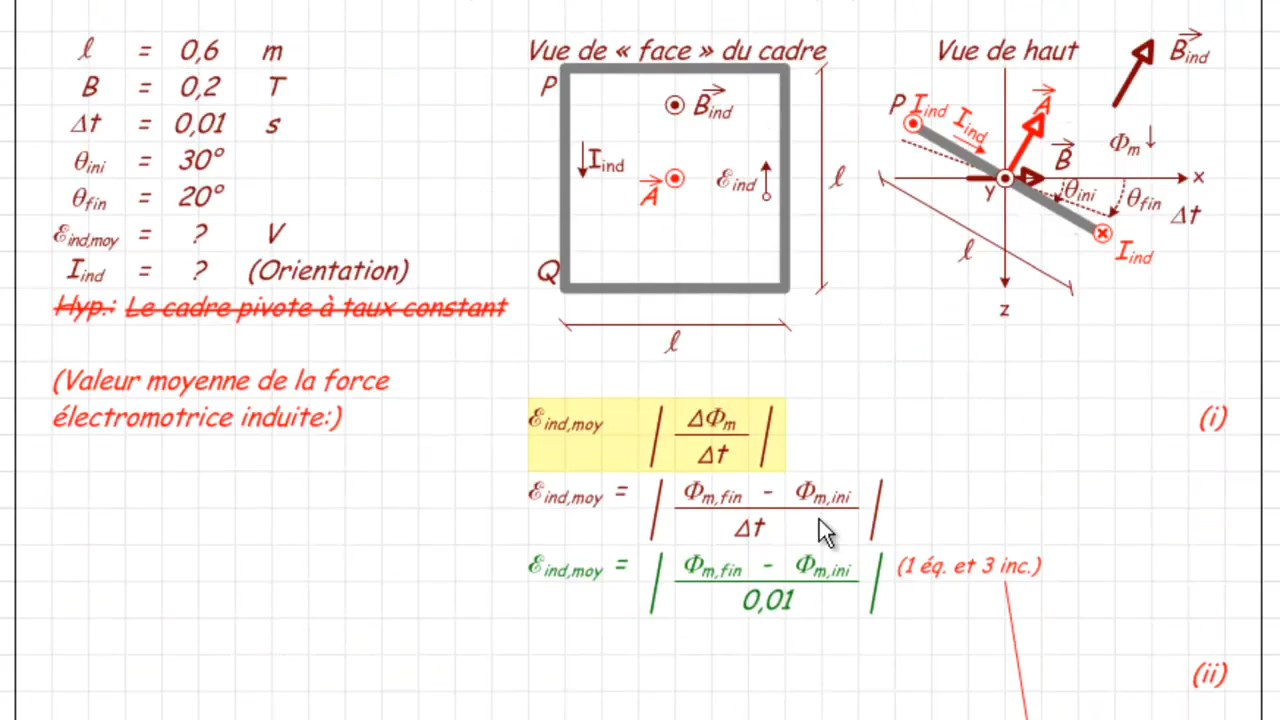 ℓ = 0,6 m
B = 0,2 T
Δt = 0,01 s
θini = 30°
θfin = 20°
ℰind,moy = ? V
Iind = ? (Orientation)
Hyp.: Le cadre pivote à taux constant
(Valeur moyenne de la force
électromotrice induite:)
Vue de « face » du cadre
P
Bind
Iind
A
ℰind
ℓ
Q
ℓ
Vue de haut
Bind
P Iind Iind A
Φm↓
B
x
y θini θfin
Δt
ℓ Iind
z
ℰind,moy | ΔΦm / Δt | (i)
ℰind,moy = | Φm,fin - Φm,ini / Δt |
ℰind,moy = | Φm,fin - Φm,ini / 0,01 | (1 éq. et 3 inc.)
(ii)